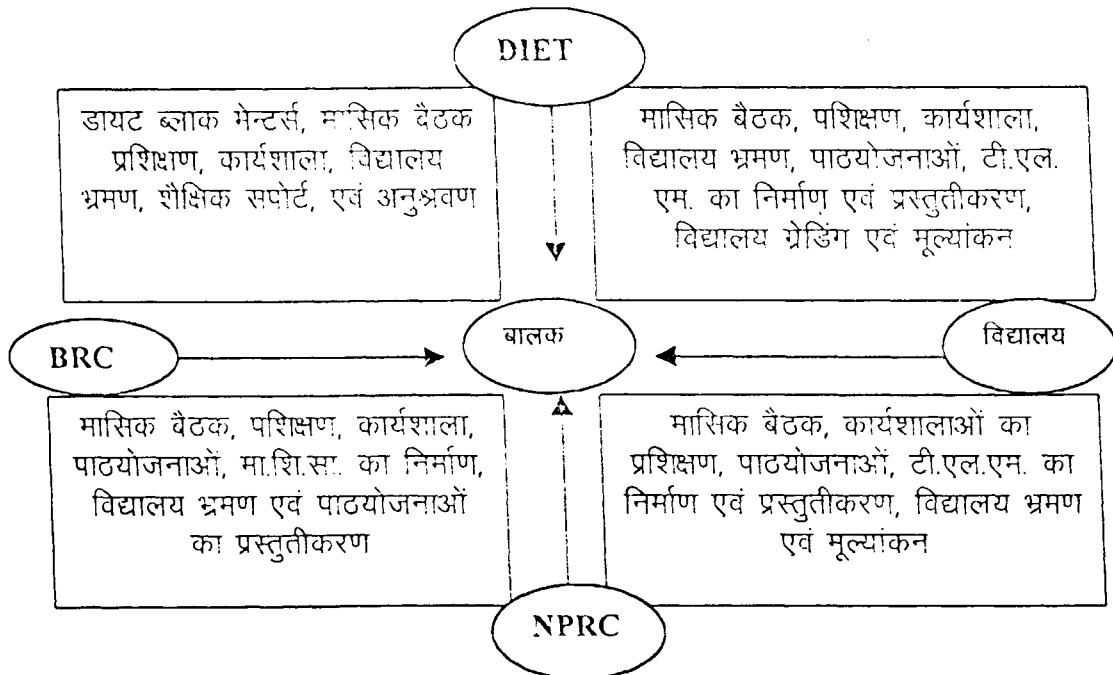 DIET
डायट ब्लाक मेन्टर्स, मासिक बैठक
प्रशिक्षण, कार्यशाला, विद्यालय
भ्रमण, शैक्षिक सपोर्ट, एवं अनुश्रवण
मासिक बैठक, पशिक्षण, कार्यशाला,
विद्यालय भ्रमण, पाठयोजनाओं, टी.एल.
एम. का निर्माण एवं प्रस्तुतीकरण,
विद्यालय ग्रेडिंग एवं मूल्यांकन
BRC
बालक
विद्यालय
मासिक बैठक, पशिक्षण, कार्यशाला,
पाठयोजनाओं, मा.शि.सा. का निर्माण,
विद्यालय भ्रमण एवं पाठयोजनाओं
का प्रस्तुतीकरण
मासिक बैठक, कार्यशालाओं का
प्रशिक्षण, पाठयोजनाओं, टी.एल.एम. का
निर्माण एवं प्रस्तुतीकरण, विद्यालय भ्रमण
एवं मूल्यांकन
NPRC